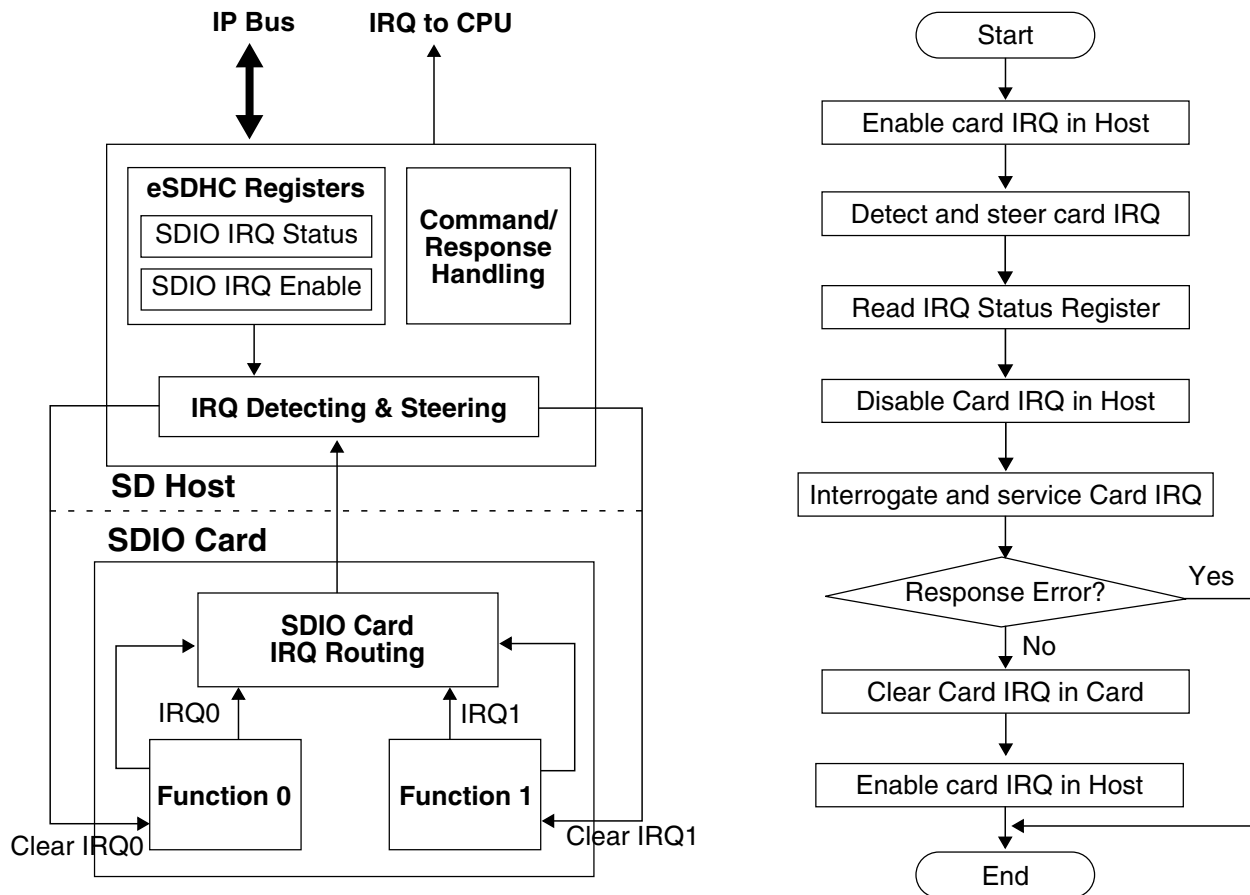 IP Bus
IRQ to CPU
eSDHC Registers
SDIO IRQ Status
SDIO IRQ Enable
Command/
Response
Handling
IRQ Detecting & Steering
SD Host
SDIO Card
SDIO Card
IRQ Routing
IRQ0
IRQ1
Function 0
Function 1
Clear IRQ0
Clear IRQ1
Start
Enable card IRQ in Host
Detect and steer card IRQ
Read IRQ Status Register
Disable Card IRQ in Host
Interrogate and service Card IRQ
Response Error?
Yes
No
Clear Card IRQ in Card
Enable card IRQ in Host
End